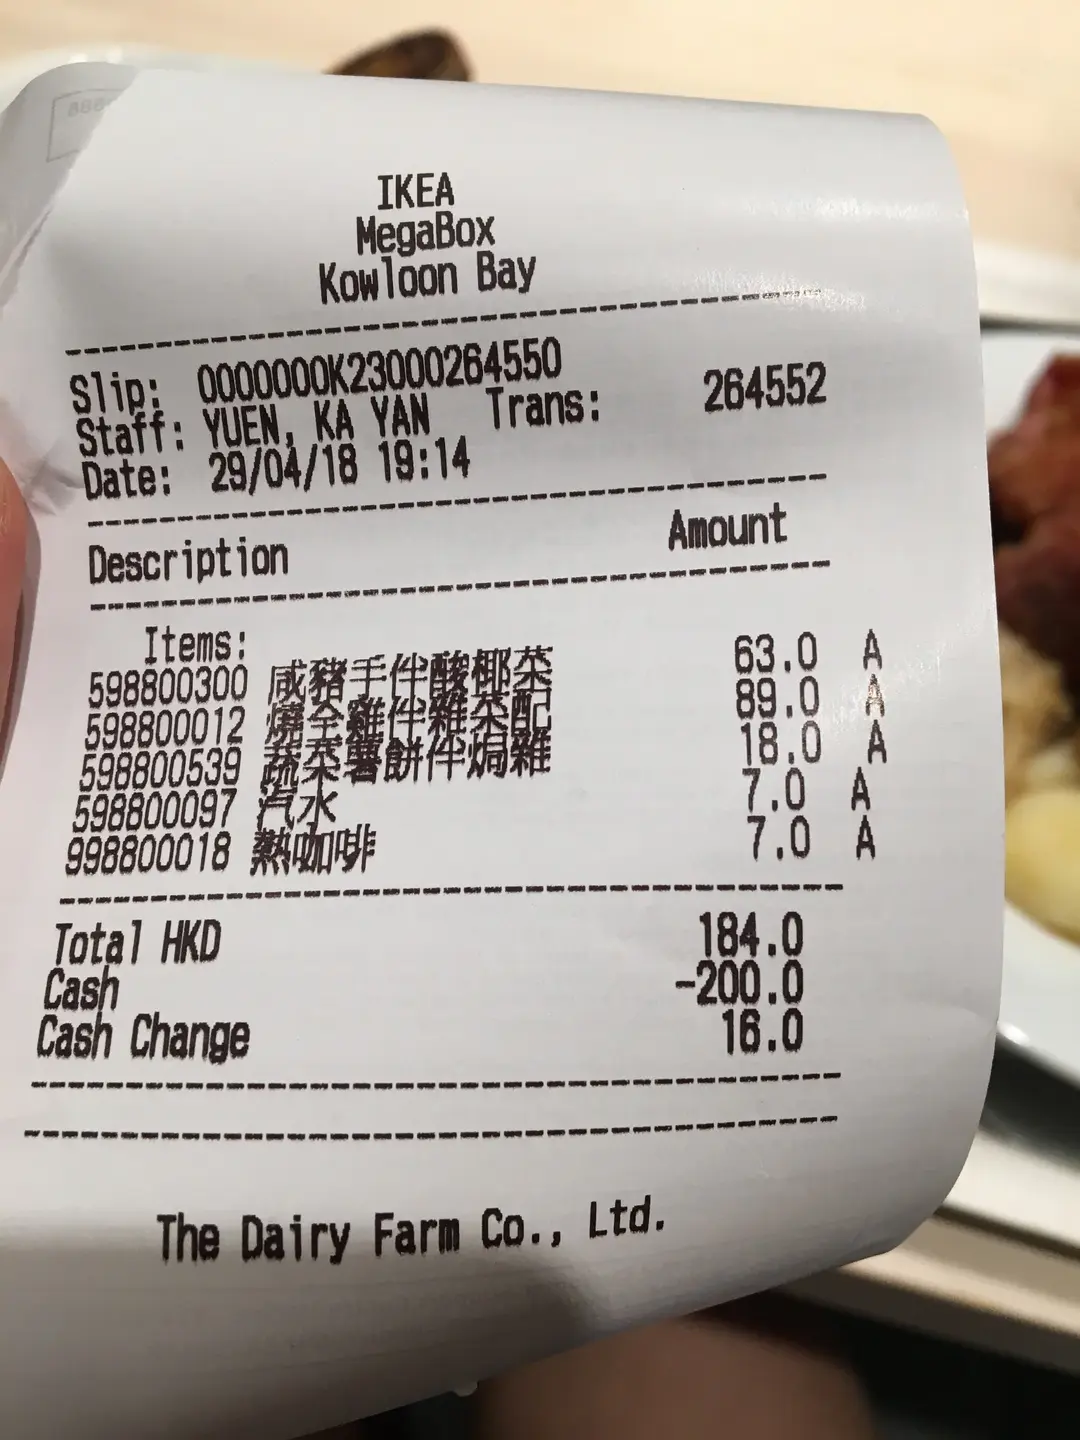 IKEA
MegaBox
Kowloon Bay
Slip: 0000000K23000264550
Staff: YUEN, KA YAN Trans: 264552
Date: 29/04/18 19:14
Description Amount
Items:
598800300 咸豬手伴酸椰菜 63.0 A
598800012 燒全雞伴雜菜配 89.0 A
598800539 蔬菜薯餅伴焗雜 18.0 A
598800097 汽水 7.0 A
998800018 熱咖啡 7.0 A
Total HKD 184.0
Cash -200.0
Cash Change 16.0
The Dairy Farm Co., Ltd.